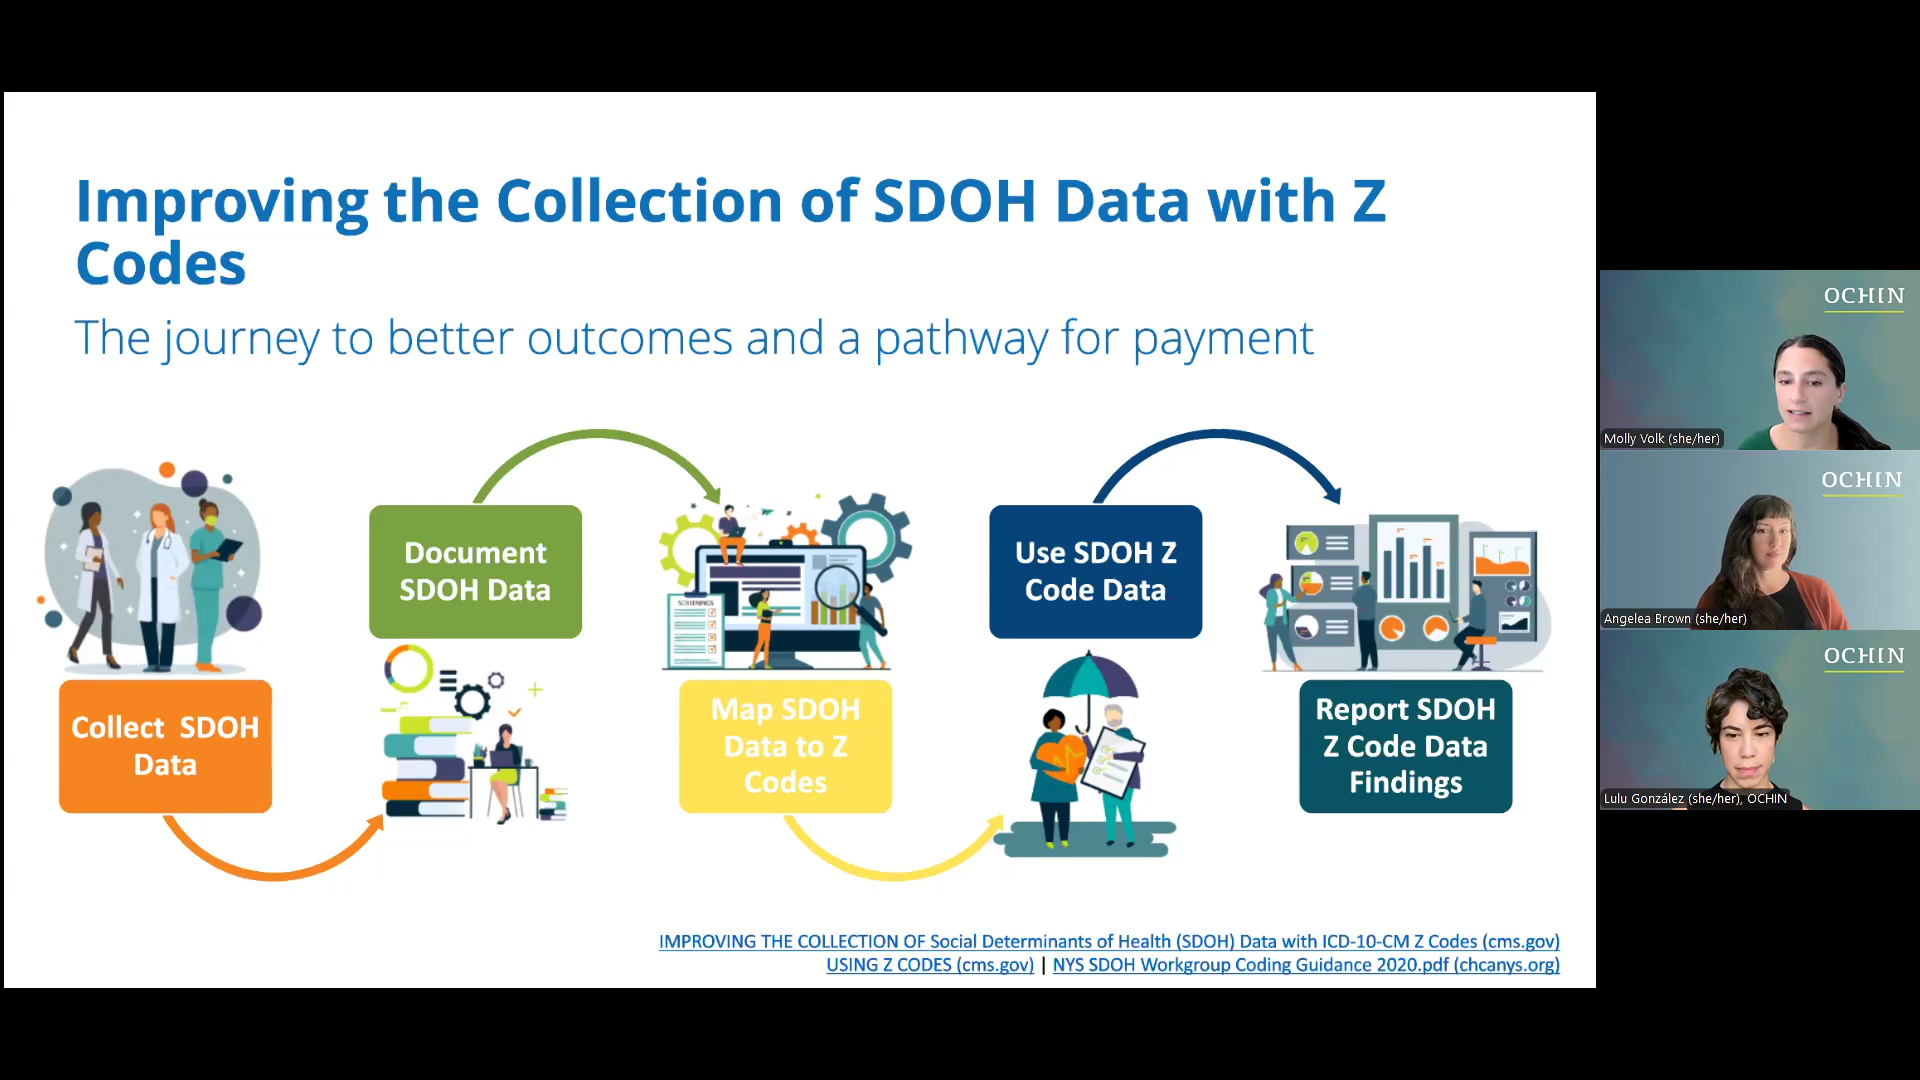 Improving the Collection of SDOH Data with Z
Codes
The journey to better outcomes and a pathway for payment
Collect SDOH
Data
Document
SDOH Data
SCREENINGS
Map SDOH
Data to Z
Codes
Use SDOH Z
Code Data
Report SDOH
Z Code Data
Findings
IMPROVING THE COLLECTION OF Social Determinants of Health (SDOH) Data with ICD-10-CM Z Codes (cms.gov)
USING Z CODES (cms.gov) | NYS SDOH Workgroup Coding Guidance 2020.pdf (chcanys.org)
OCHIN
Molly Volk (she/her)
OCHIN
Angelea Brown (she/her)
OCHIN
Lulu González (she/her), OCHIN